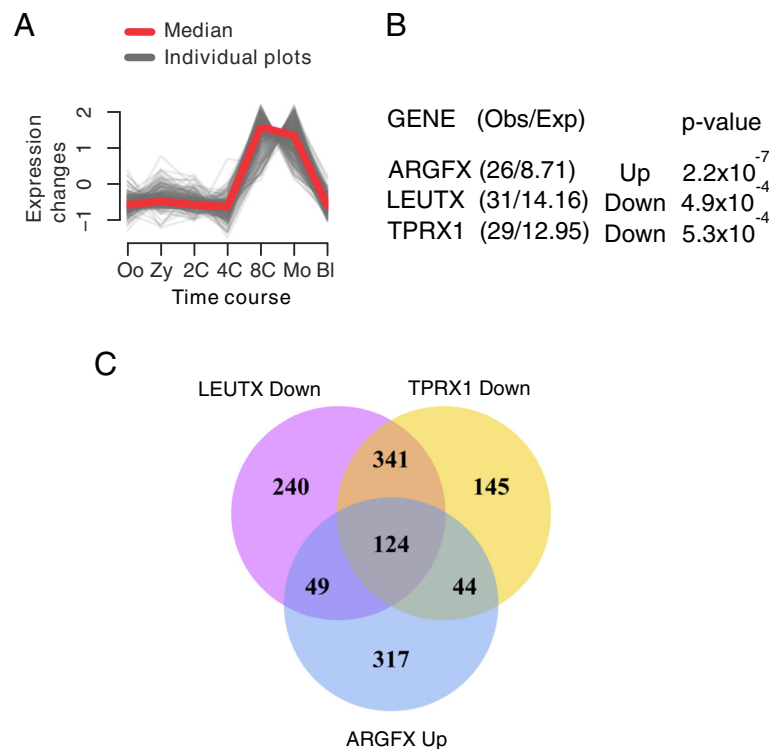 A
Median
Individual plots
Expression
changes
2
1
0
−1
Oo Zy 2C 4C 8C Mo Bl
Time course
B
GENE (Obs/Exp) p-value
ARGFX (26/8.71) Up 2.2x10-7
LEUTX (31/14.16) Down 4.9x10-4
TPRX1 (29/12.95) Down 5.3x10-4
C
LEUTX Down TPRX1 Down
341
240 145
124
49 44
317
ARGFX Up